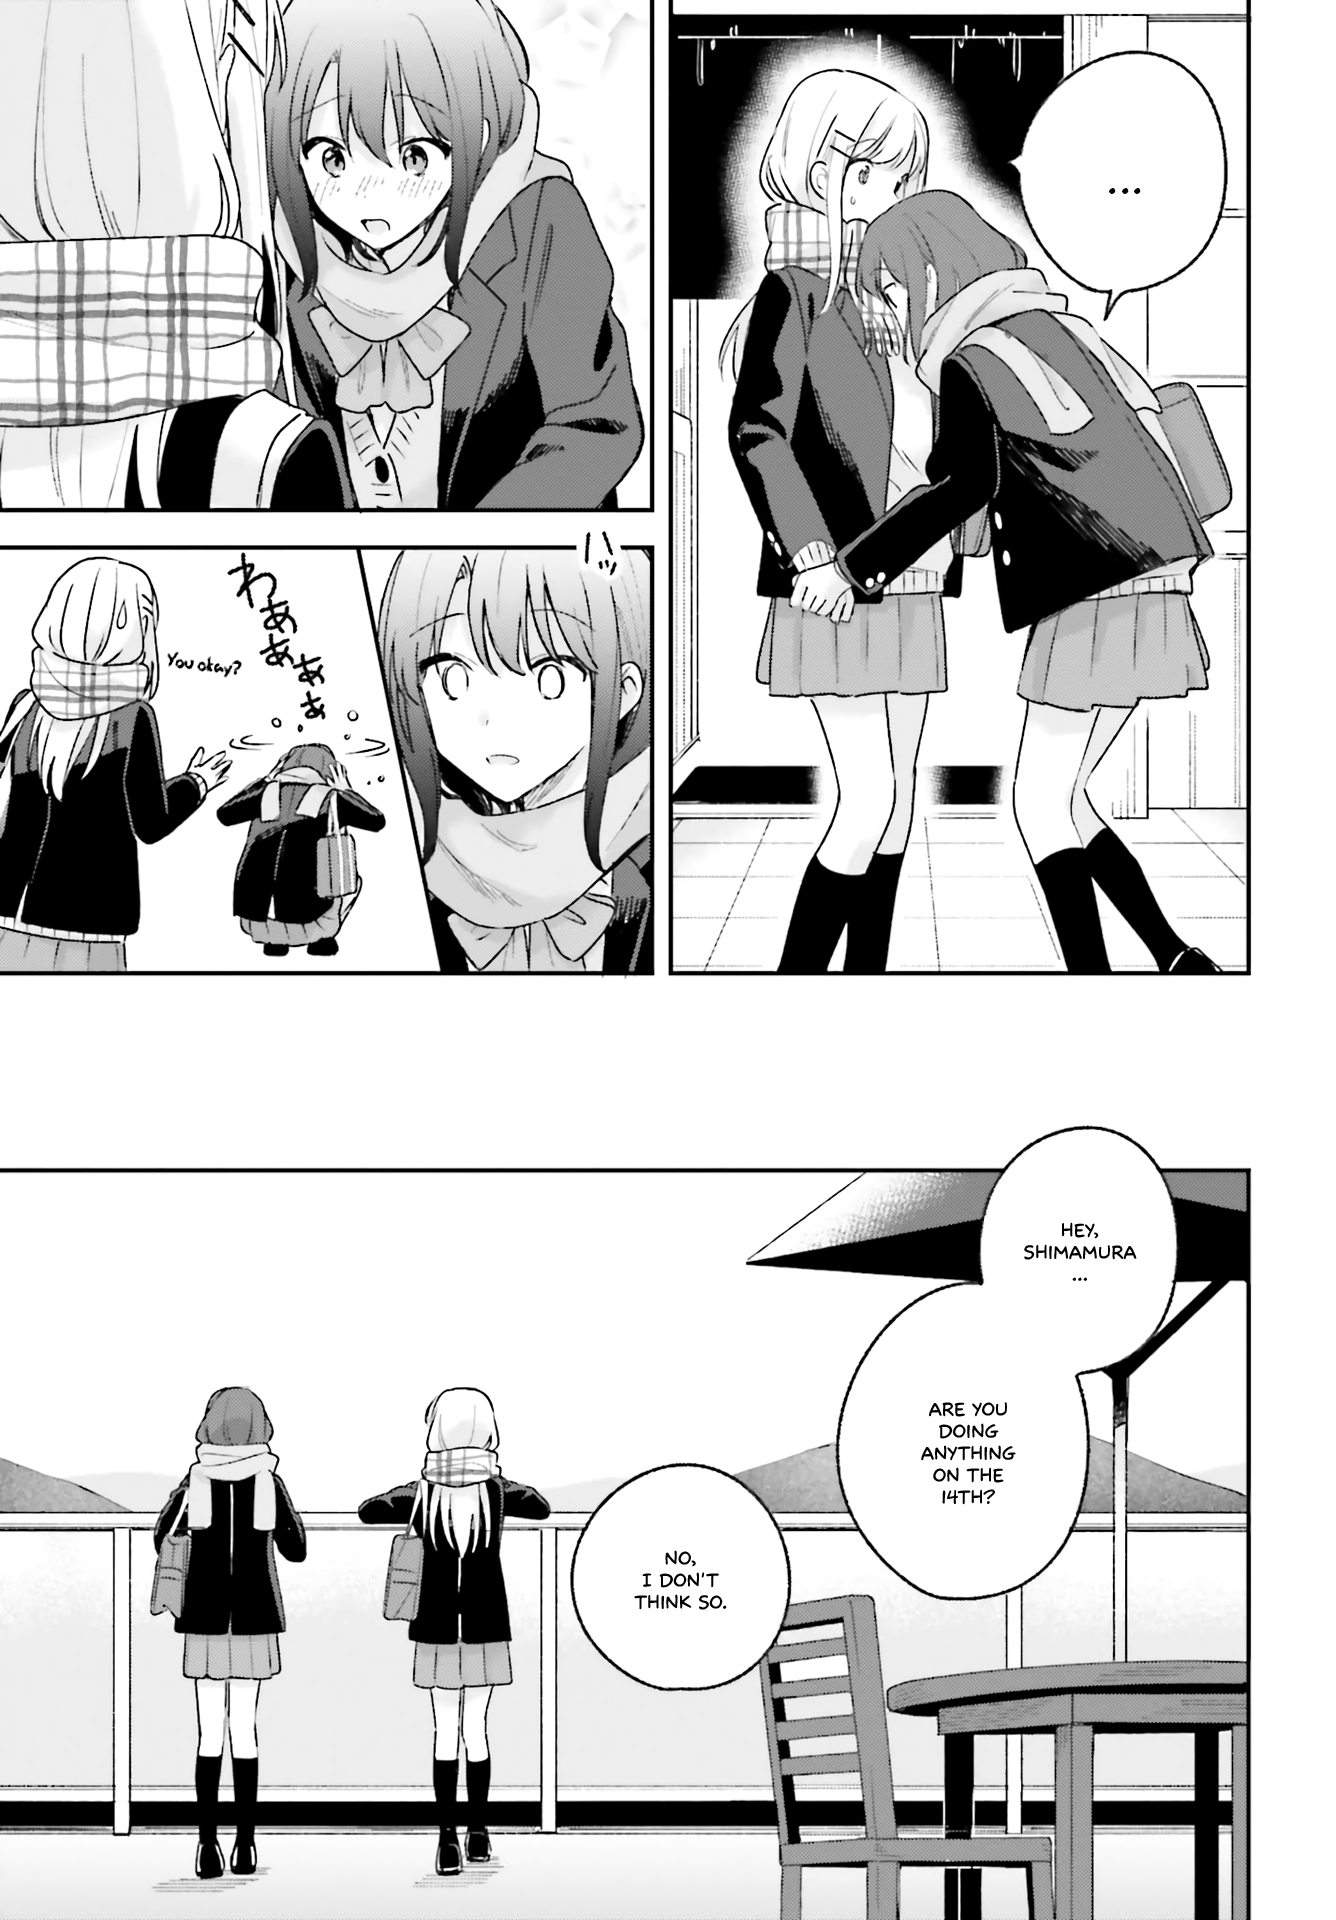 ...
ハッ
わぁぁぁぁ
You okay?
HEY,
SHIMAMURA
...
ARE YOU
DOING
ANYTHING
ON THE
14TH?
NO,
I DON'T
THINK SO.